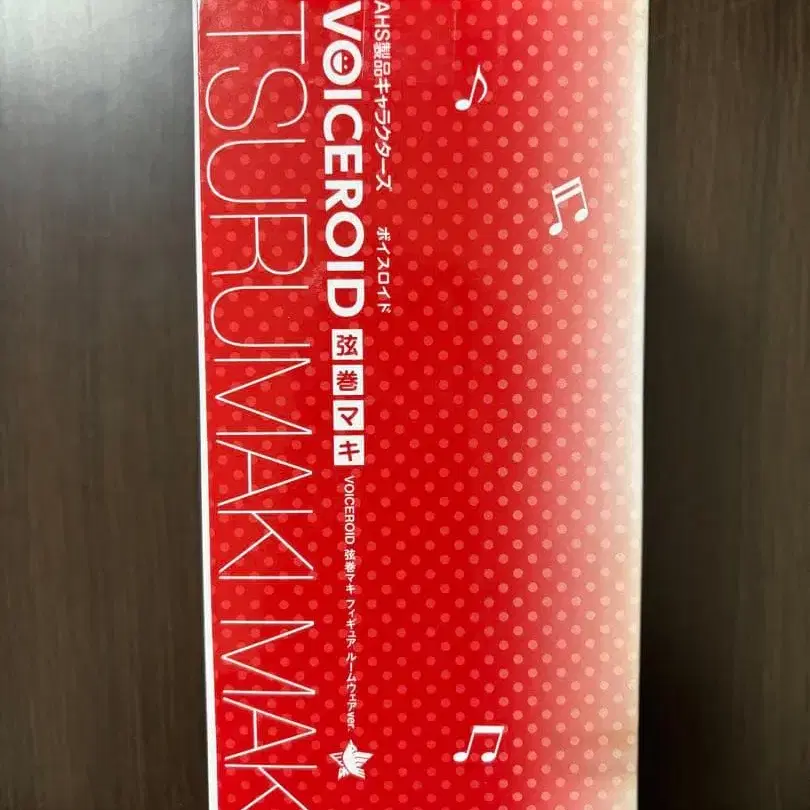 AHS製品キャラクターズ
ボイスロイド
VOICEROID 弦巻マキ
VOICEROID 弦巻マキ フィギュア ルームウェアver.
TSURUMAKI MAK